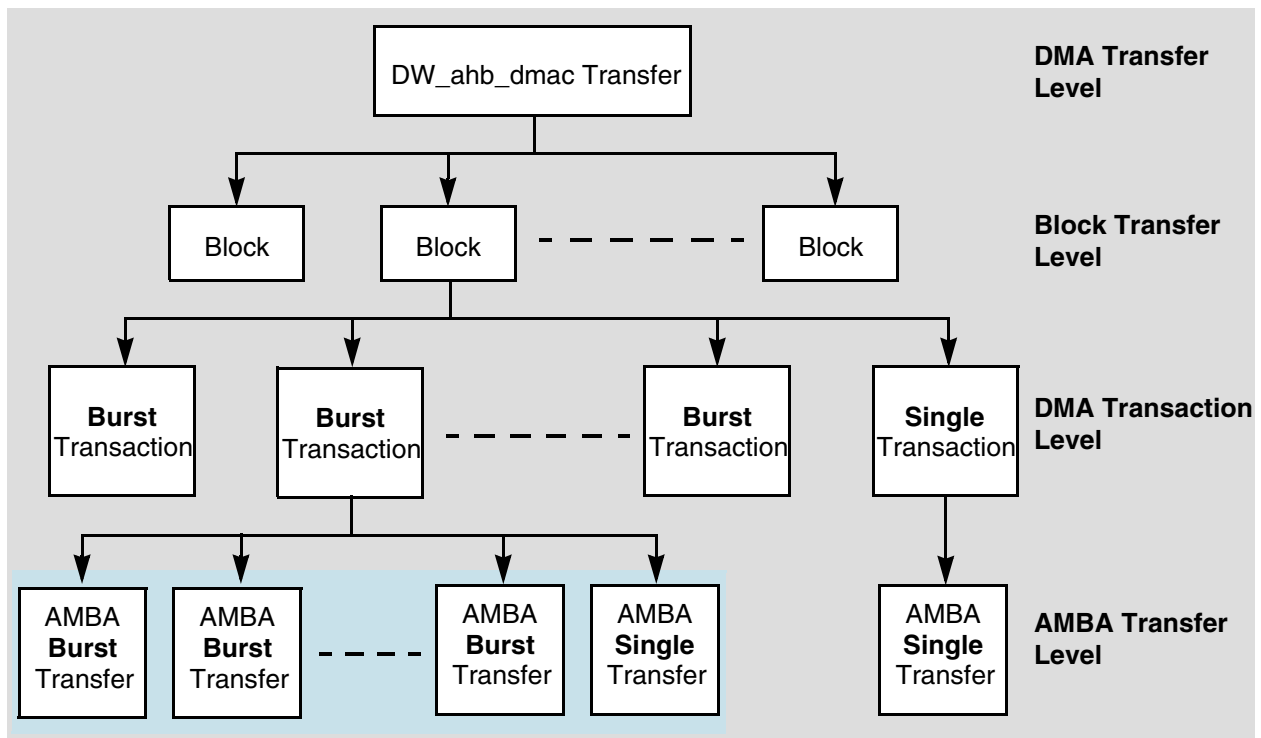 DW_ahb_dmac Transfer
DMA Transfer
Level
Block
Block
Block
Block Transfer
Level
Burst
Transaction
Burst
Transaction
Burst
Transaction
Single
Transaction
DMA Transaction
Level
AMBA
Burst
Transfer
AMBA
Burst
Transfer
AMBA
Burst
Transfer
AMBA
Single
Transfer
AMBA
Single
Transfer
AMBA Transfer
Level